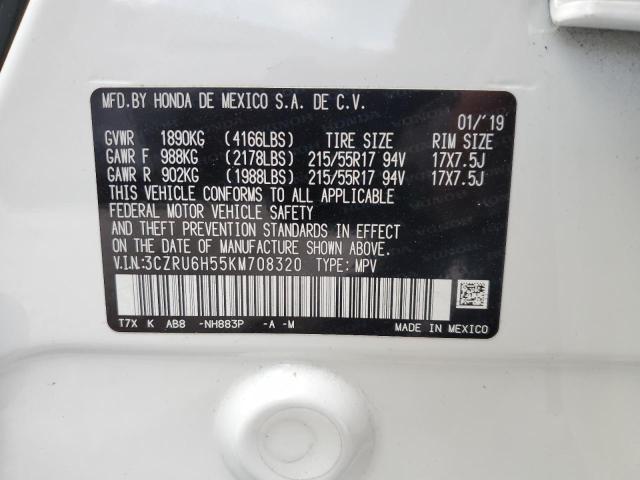 MFD.BY HONDA DE MEXICO S.A. DE C.V.
01/'19
GVWR 1890KG (4166LBS) TIRE SIZE RIM SIZE
GAWR F 988KG (2178LBS) 215/55R17 94V 17X7.5J
GAWR R 902KG (1988LBS) 215/55R17 94V 17X7.5J
THIS VEHICLE CONFORMS TO ALL APPLICABLE
FEDERAL MOTOR VEHICLE SAFETY
AND THEFT PREVENTION STANDARDS IN EFFECT
ON THE DATE OF MANUFACTURE SHOWN ABOVE.
V.I.N.:3CZRU6H55KM708320 TYPE: MPV
T7X K AB8 -NH883P -A -M
MADE IN MEXICO